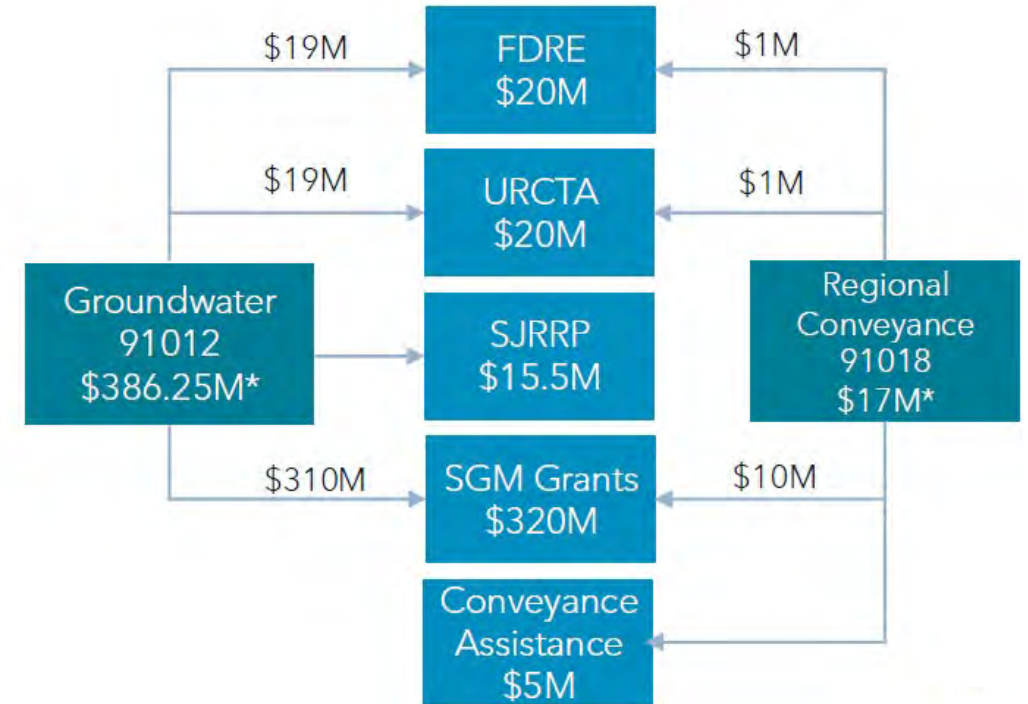 $19M
FDRE
$20M
$1M
$19M
URCTA
$20M
$1M
Groundwater
91012
$386.25M*
SJRRP
$15.5M
Regional
Conveyance
91018
$17M*
$310M
SGM Grants
$320M
$10M
Conveyance
Assistance
$5M